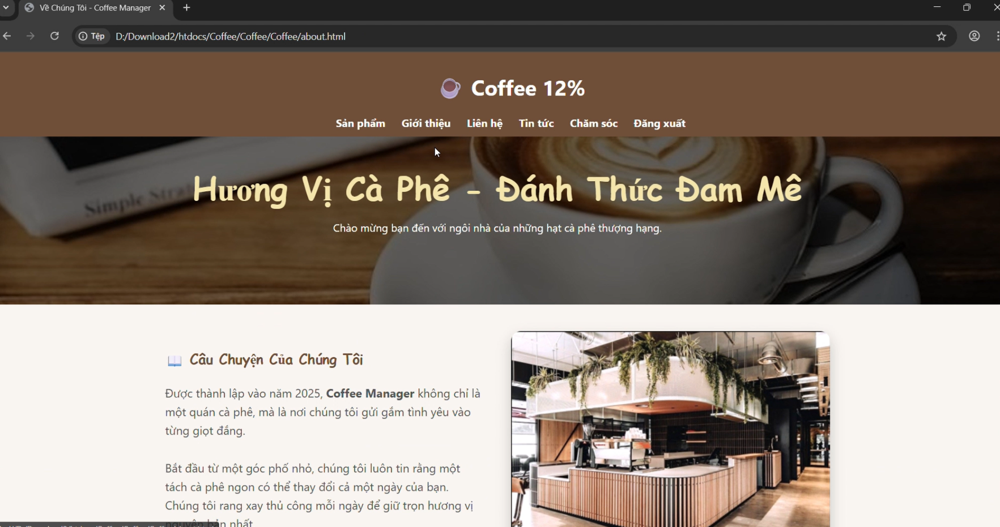 Về Chúng Tôi - Coffee Manager
Tệp D:/Download2/htdocs/Coffee/Coffee/Coffee/about.html
Coffee 12%
Sản phẩm Giới thiệu Liên hệ Tin tức Chăm sóc Đăng xuất
Simple
Hương Vị Cà Phê - Đánh Thức Đam Mê
Chào mừng bạn đến với ngôi nhà của những hạt cà phê thượng hạng.
Câu Chuyện Của Chúng Tôi
Được thành lập vào năm 2025, Coffee Manager không chỉ là
một quán cà phê, mà là nơi chúng tôi gửi gắm tình yêu vào
từng giọt đắng.
Bắt đầu từ một góc phố nhỏ, chúng tôi luôn tin rằng một
tách cà phê ngon có thể thay đổi cả một ngày của bạn.
Chúng tôi rang xay thủ công mỗi ngày để giữ trọn hương vị
nguyên bản nhất